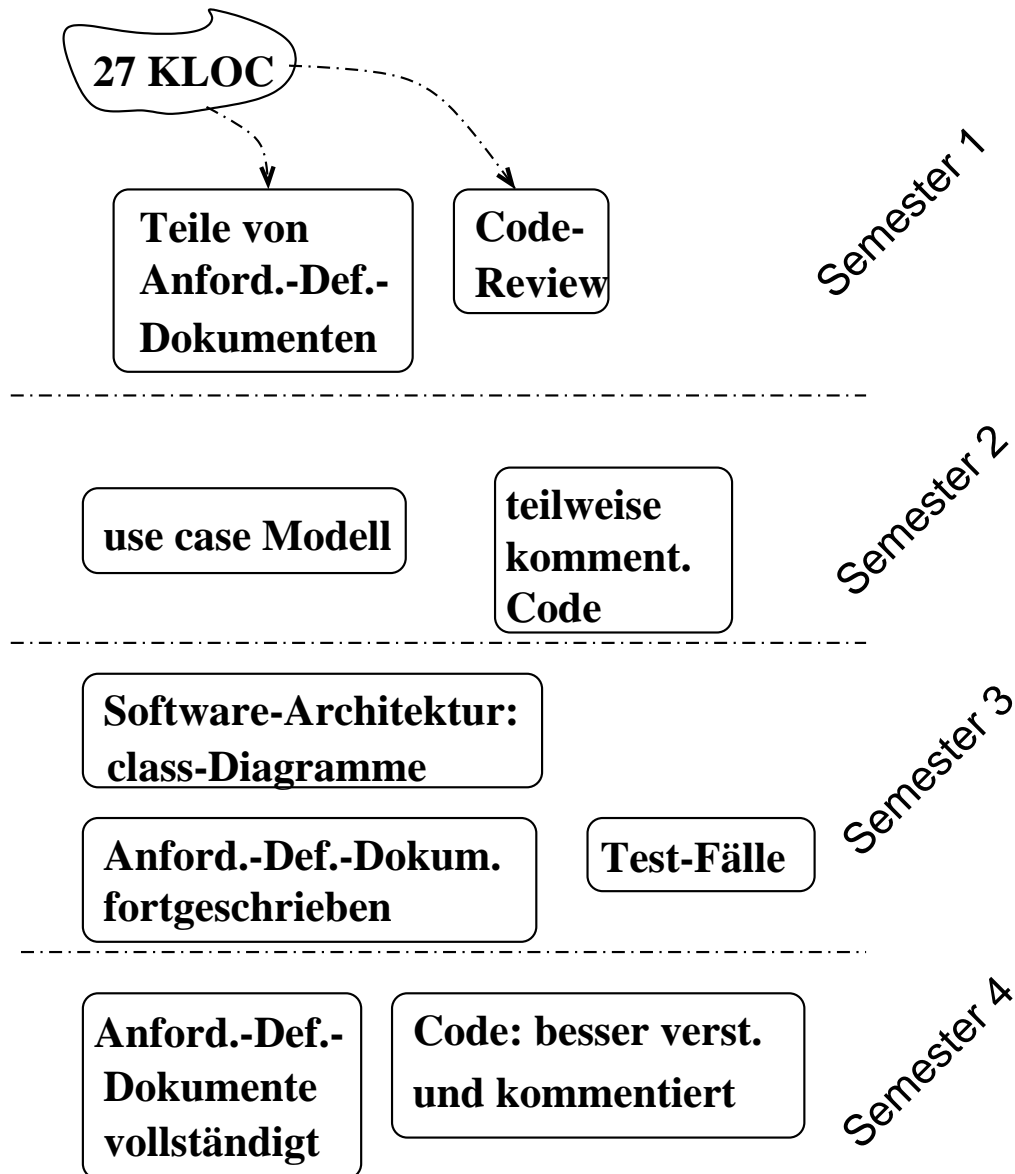 27 KLOC
Teile von
Anford.-Def.-
Dokumenten
Code-
Review
Semester 1
use case Modell
teilweise
komment.
Code
Semester 2
Software-Architektur:
class-Diagramme
Anford.-Def.-Dokum.
fortgeschrieben
Test-Fälle
Semester 3
Anford.-Def.-
Dokumente
vollständigt
Code: besser verst.
und kommentiert
Semester 4